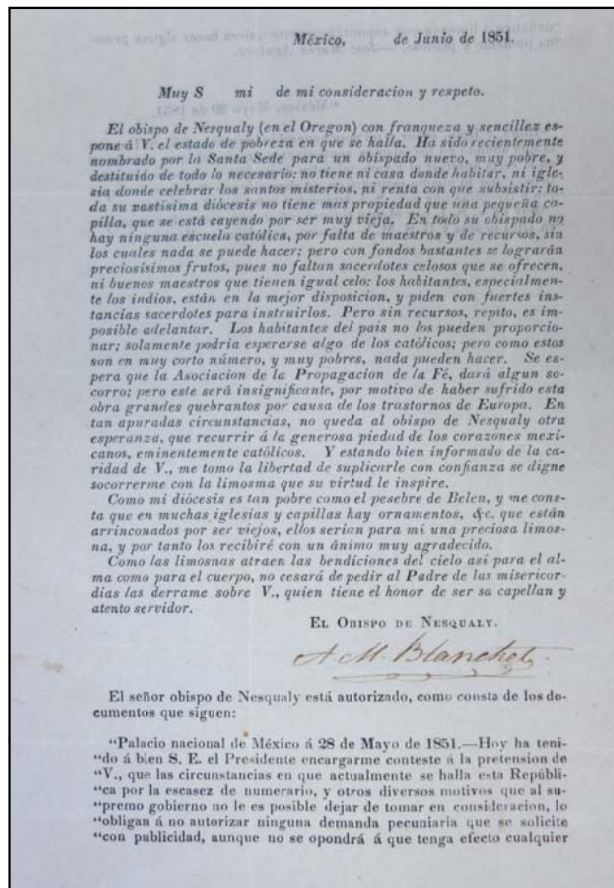 México,      de Junio de 1851.
Muy S    mi    de mi consideracion y respeto.
El obispo de Nesqualy (en el Oregon) con franqueza y sencillez es-
pone á V. el estado de pobreza en que se halla. Ha sido recientemente
nombrado por la Santa Sede para un obispado nuevo, muy pobre, y
destituido de todo lo necesario: no tiene ni casa donde habitar, ni igle-
sia donde celebrar los santos misterios, ni renta con que subsistir: to-
da su vastísima diócesis no tiene mas propiedad que una pequeña ca-
pilla, que se está cayendo por ser muy vieja. En todo su obispado no
hay ninguna escuela católica, por falta de maestros y de recursos, sin
los cuales nada se puede hacer; pero con fondos bastantes se lograrán
preciosísimos frutos, pues no faltan sacerdotes celosos que se ofrecen,
ni buenos maestros que tienen igual celo: los habitantes, especialmen-
te los indios, están en la mejor disposicion, y piden con fuertes ins-
tancias sacerdotes para instruirlos. Pero sin recursos, repito, es im-
posible adelantar. Los habitantes del pais no los pueden proporcio-
nar; solamente podria esperarse algo de los católicos; pero como estos
son en muy corto número, y muy pobres, nada pueden hacer. Se es-
pera que la Asociacion de la Propagacion de la Fé, dará algun so-
corro; pero este será insignificante, por motivo de haber sufrido esta
obra grandes quebrantos por causa de los trastornos de Europa. En
tan apuradas circunstancias, no queda al obispo de Nesqualy otra
esperanza, que recurrir á la generosa piedad de los corazones mexi-
canos, eminentemente católicos. Y estando bien informado de la ca-
ridad de V., me tomo la libertad de suplicarle con confianza se digne
socorrerme con la limosma que su virtud le inspire.
Como mi diócesis es tan pobre como el pesebre de Belen, y me cons-
ta que en muchas iglesias y capillas hay ornamentos, &c. que están
arrinconados por ser viejos, ellos serian para mi una preciosa limos-
na, y por tanto los recibiré con un ánimo muy agradecido.
Como las limosnas atraen las bendiciones del cielo asi para el al-
ma como para el cuerpo, no cesará de pedir al Padre de las misericor-
dias las derrame sobre V., quien tiene el honor de ser su capellan y
atento servidor.
EL OBISPO DE NESQUALY.
A. M. Blanchet
El señor obispo de Nesqualy está autorizado, como consta de los do-
cumentos que siguen:
“Palacio nacional de México á 28 de Mayo de 1851.—Hoy ha teni-
“do á bien S. E. el Presidente encargarme conteste á la pretension de
“V., que las circunstancias en que actualmente se halla esta Repúbli-
“ca por la escasez de numerario, y otros diversos motivos que al su-
“premo gobierno no le es posible dejar de tomar en consideracion, lo
“obligan á no autorizar ninguna demanda pecuniaria que se solicite
“con publicidad, aunque no se opondrá á que tenga efecto cualquier